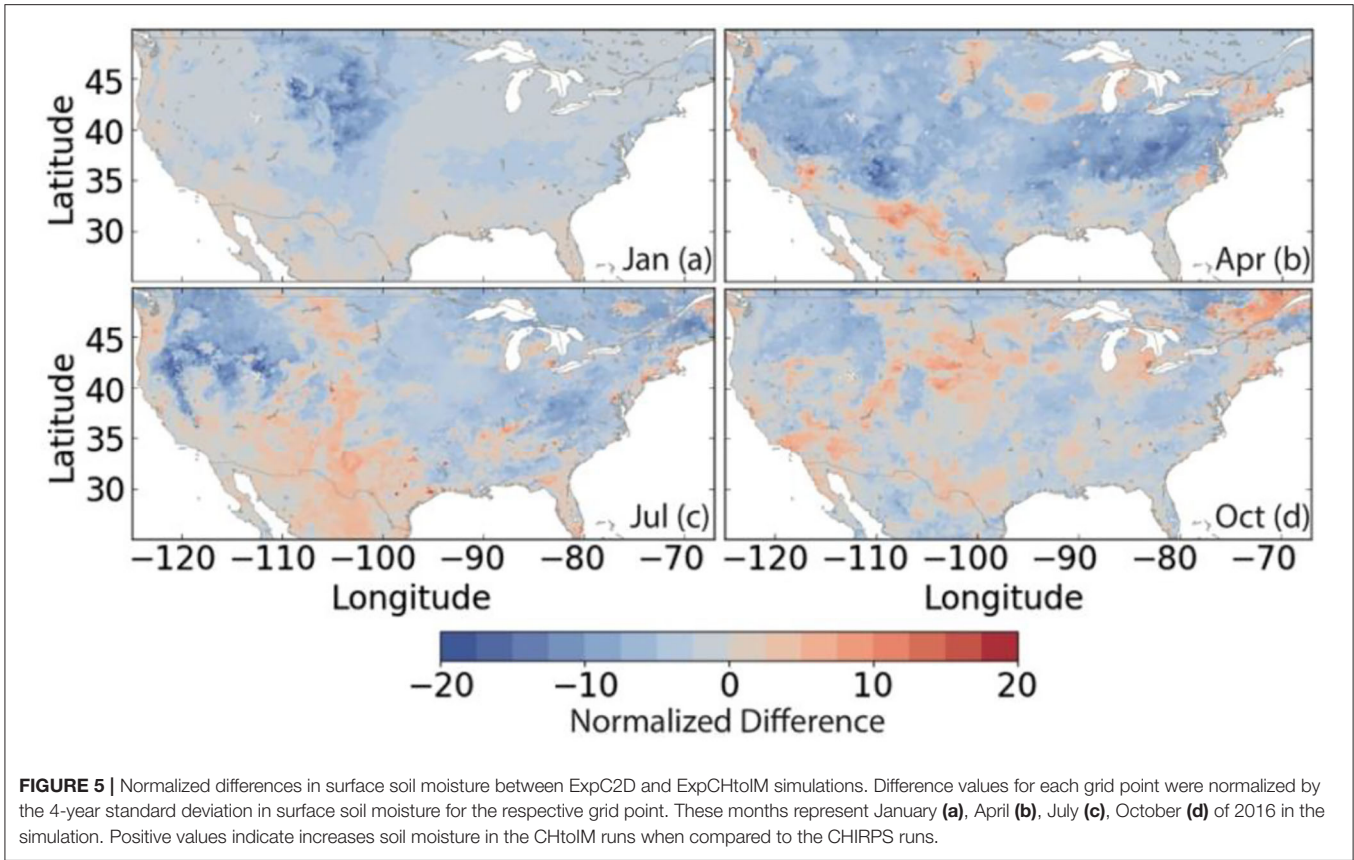 Latitude
45
40
35
30
Jan (a)
Apr (b)
Latitude
45
40
35
30
Jul (c)
Oct (d)
−120 −110 −100 −90 −80 −70
−120 −110 −100 −90 −80 −70
Longitude
Longitude
−20 −10 0 10 20
Normalized Difference
FIGURE 5 | Normalized differences in surface soil moisture between ExpC2D and ExpCHtoIM simulations. Difference values for each grid point were normalized by
the 4-year standard deviation in surface soil moisture for the respective grid point. These months represent January (a), April (b), July (c), October (d) of 2016 in the
simulation. Positive values indicate increases soil moisture in the CHtoIM runs when compared to the CHIRPS runs.